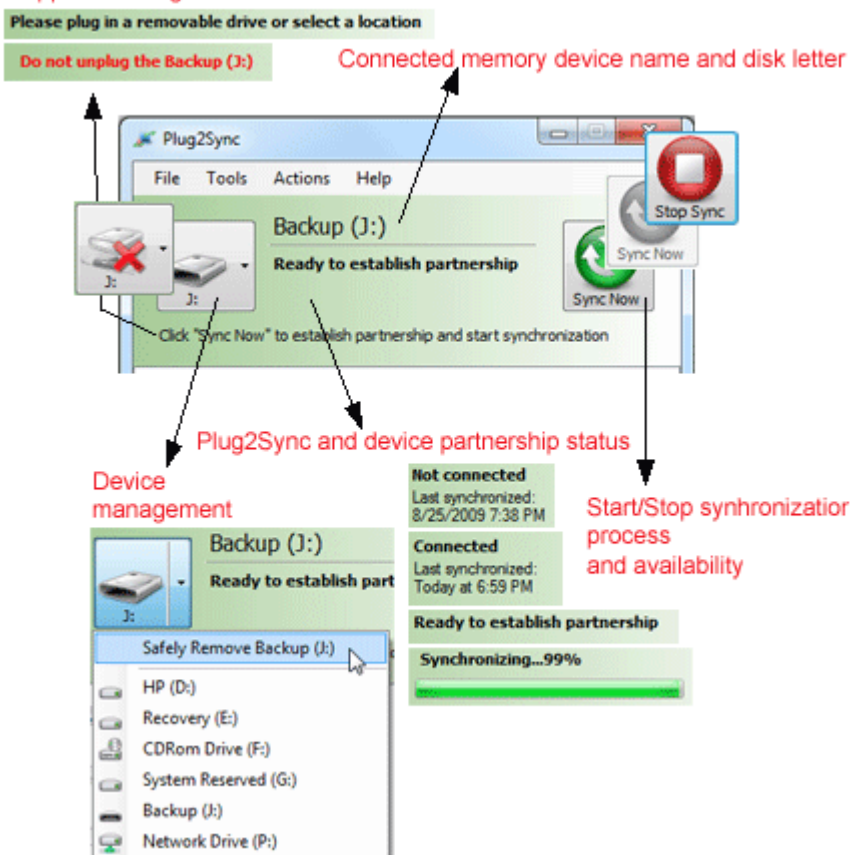 Please plug in a removable drive or select a location
Do not unplug the Backup (J:)
Connected memory device name and disk letter
Plug2Sync
File Tools Actions Help
Stop Sync
Sync Now
Backup (J:)
Ready to establish partnership
J:
J:
Sync Now
Click "Sync Now" to establish partnership and start synchronization
Plug2Sync and device partnership status
Device
management
Not connected
Last synchronized:
8/25/2009 7:38 PM
Start/Stop synhronization
process
and availability
Connected
Last synchronized:
Today at 6:59 PM
Backup (J:)
Ready to establish part
J:
Ready to establish partnership
Synchronizing...99%
Safely Remove Backup (J:)
HP (D:)
Recovery (E:)
CDRom Drive (F:)
System Reserved (G:)
Backup (J:)
Network Drive (P:)